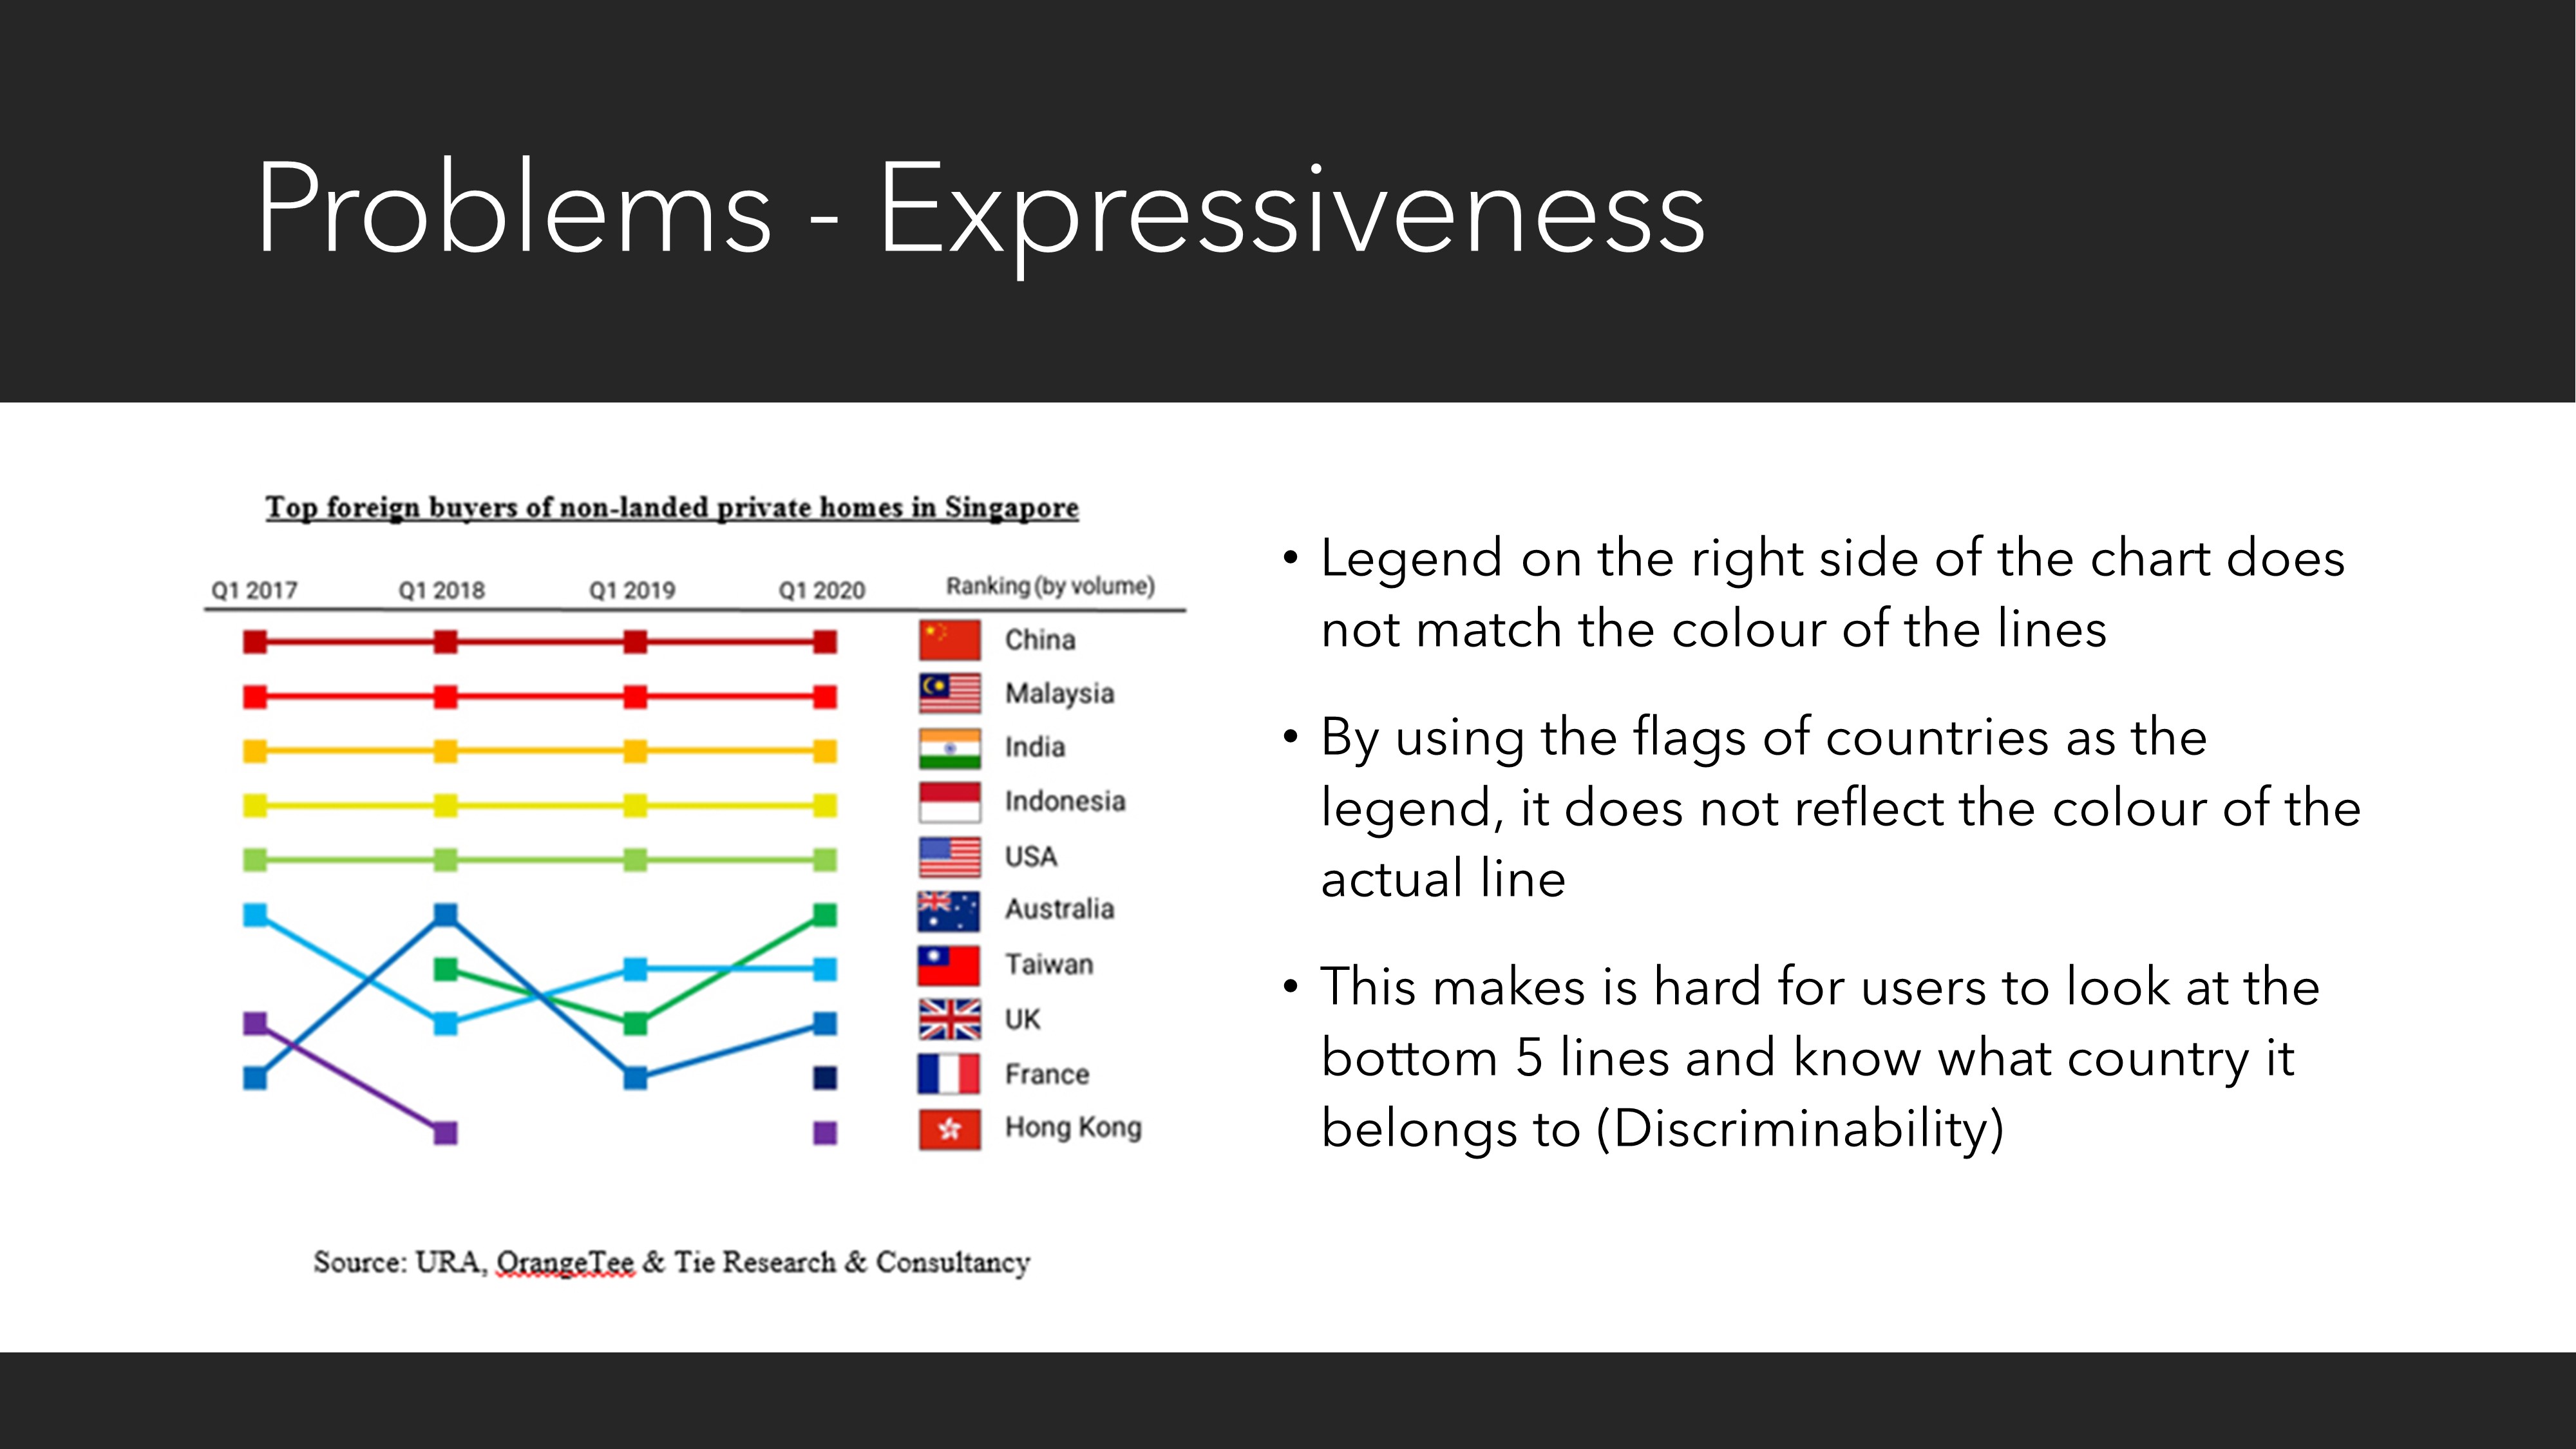 Problems - Expressiveness
Top foreign buyers of non-landed private homes in Singapore
Q1 2017 Q1 2018 Q1 2019 Q1 2020 Ranking (by volume)
China
Malaysia
India
Indonesia
USA
Australia
Taiwan
UK
France
Hong Kong
Source: URA, OrangeTee & Tie Research & Consultancy
• Legend on the right side of the chart does
not match the colour of the lines
• By using the flags of countries as the
legend, it does not reflect the colour of the
actual line
• This makes is hard for users to look at the
bottom 5 lines and know what country it
belongs to (Discriminability)